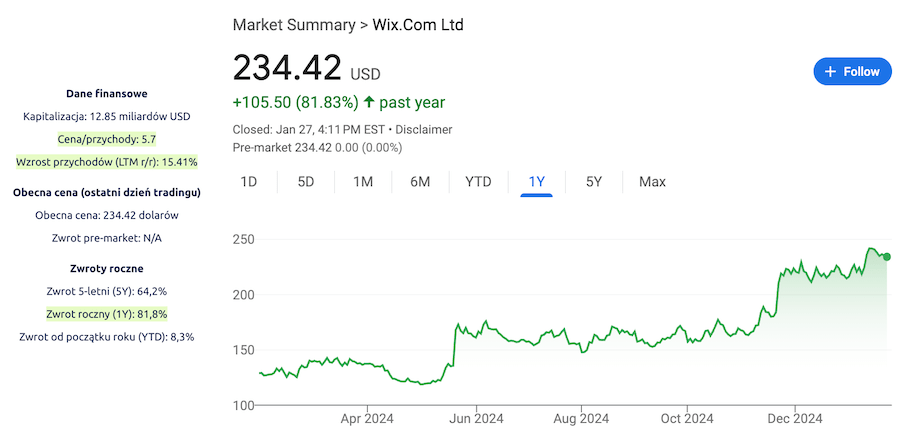 Dane finansowe
Kapitalizacja: 12.85 miliardów USD
Cena/przychody: 5.7
Wzrost przychodów (LTM r/r): 15.41%
Obecna cena (ostatni dzień tradingu)
Obecna cena: 234.42 dolarów
Zwrot pre-market: N/A
Zwroty roczne
Zwrot 5-letni (5Y): 64,2%
Zwrot roczny (1Y): 81,8%
Zwrot od początku roku (YTD): 8,3%
Market Summary > Wix.Com Ltd
234.42 USD
+ Follow
+105.50 (81.83%) ↑ past year
Closed: Jan 27, 4:11 PM EST • Disclaimer
Pre-market 234.42 0.00 (0.00%)
1D 5D 1M 6M YTD 1Y 5Y Max
250
200
150
100
Apr 2024 Jun 2024 Aug 2024 Oct 2024 Dec 2024